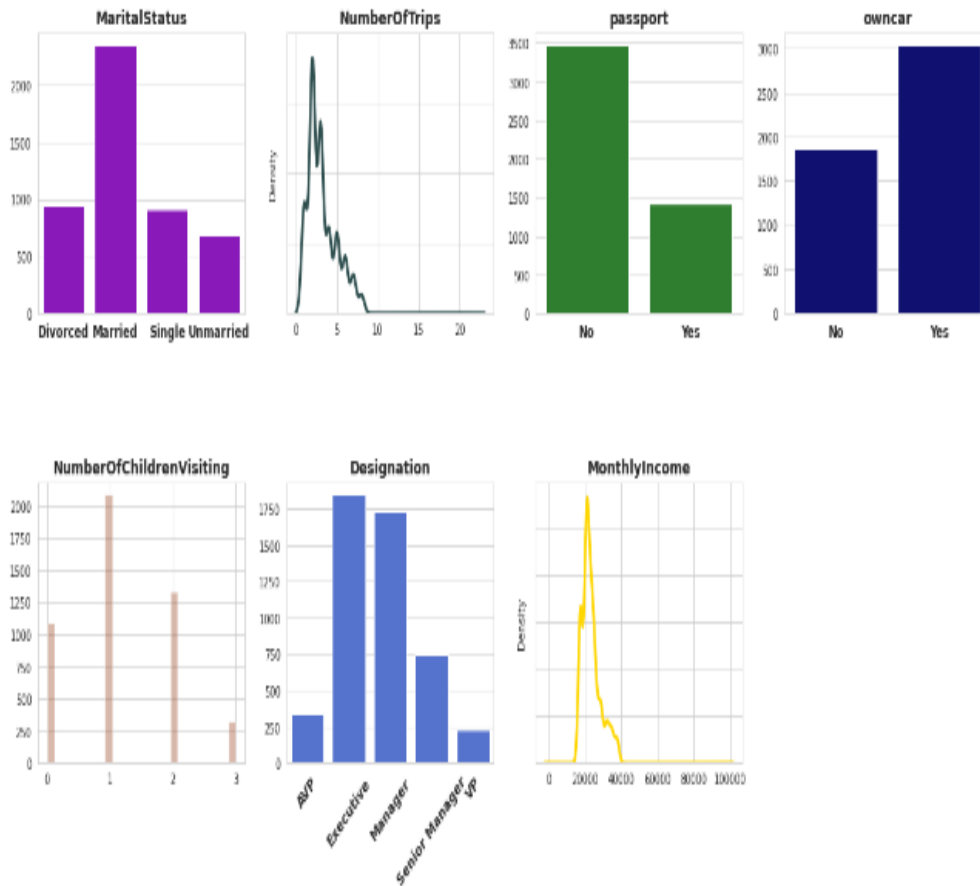 MaritalStatus
2000
1500
1000
500
0
Divorced Married Single Unmarried
NumberOfTrips
Density
0 5 10 15 20
passport
3500
3000
2500
2000
1500
1000
500
0
No Yes
owncar
3000
2500
2000
1500
1000
500
0
No Yes
NumberOfChildrenVisiting
2000
1750
1500
1250
1000
750
500
250
0
0 1 2 3
Designation
1750
1500
1250
1000
750
500
250
0
AVP Executive Manager Senior Manager VP
MonthlyIncome
Density
0 20000 40000 60000 80000 100000